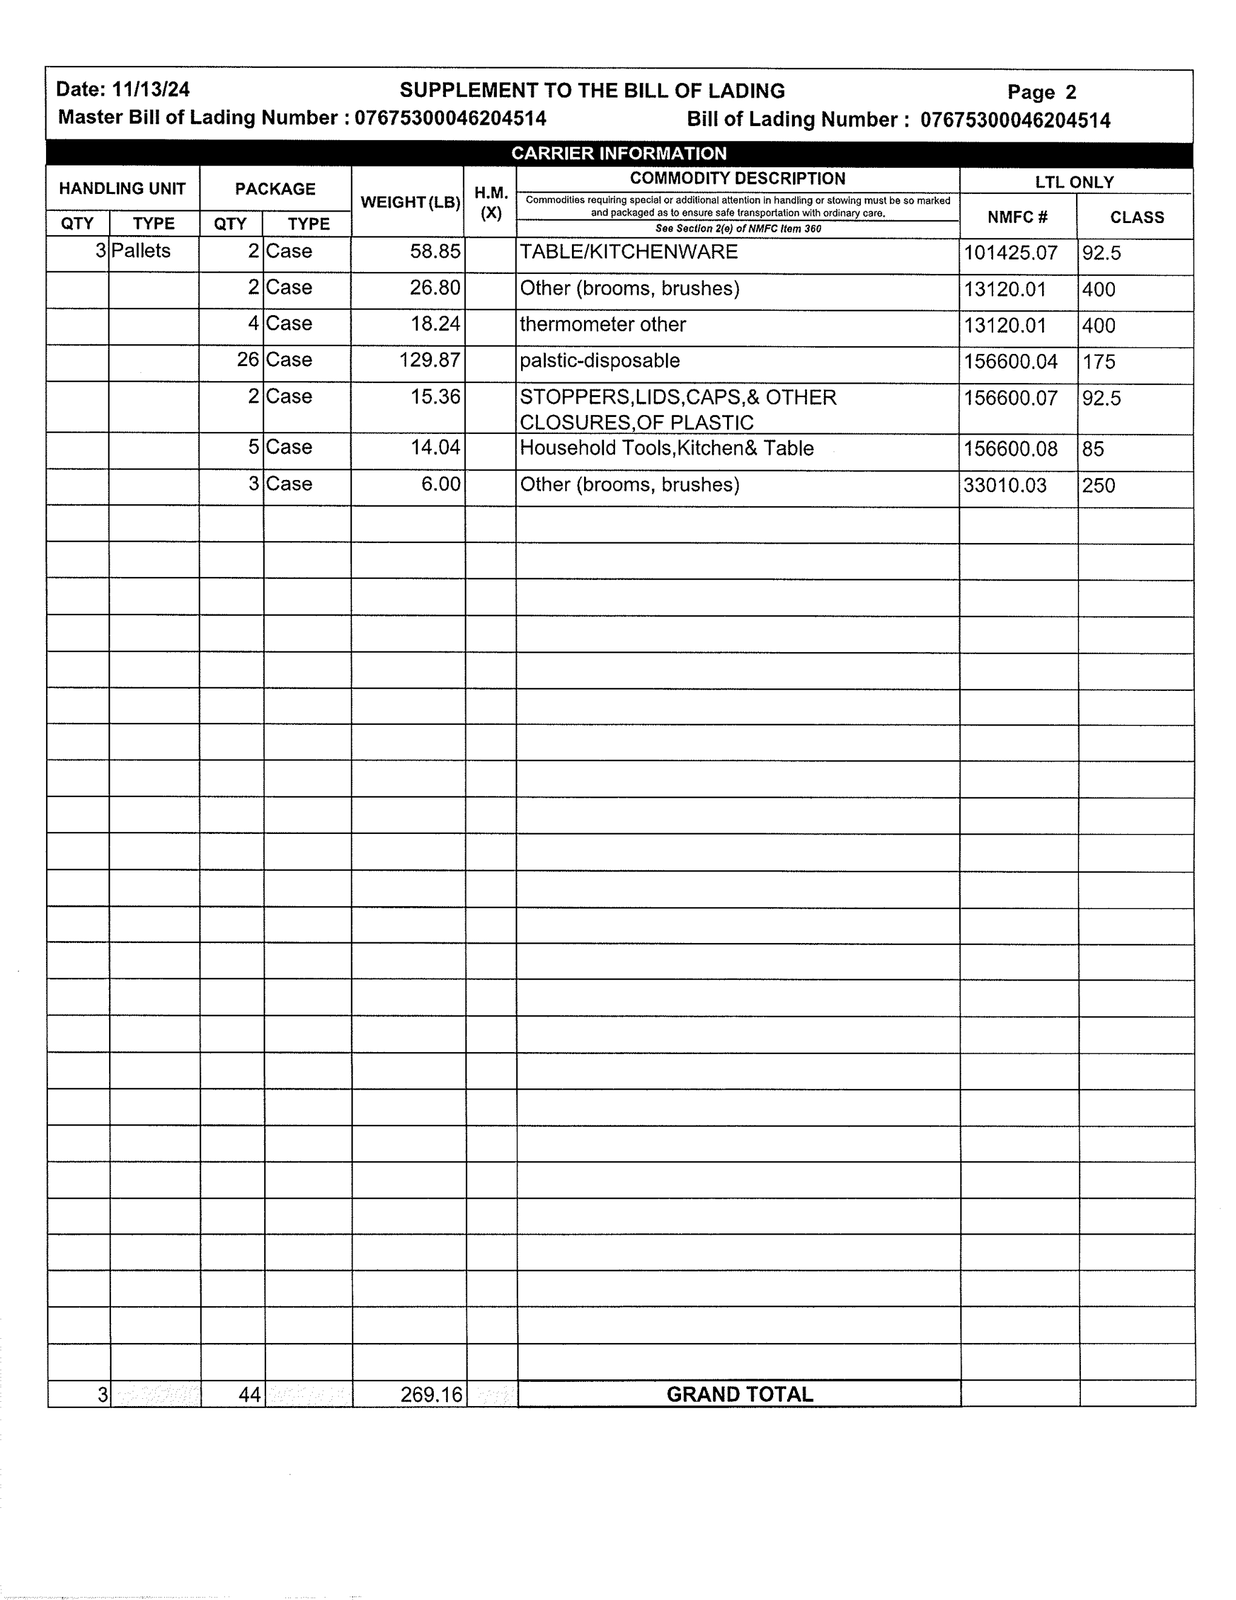 Date: 11/13/24 SUPPLEMENT TO THE BILL OF LADING Page 2
Master Bill of Lading Number : 07675300046204514 Bill of Lading Number : 07675300046204514
CARRIER INFORMATION
HANDLING UNIT PACKAGE WEIGHT(LB) H.M. (X) COMMODITY DESCRIPTION LTL ONLY
Commodities requiring special or additional attention in handling or stowing must be so marked
and packaged as to ensure safe transportation with ordinary care.
See Section 2(e) of NMFC Item 360
QTY TYPE QTY TYPE NMFC # CLASS
3 Pallets 2 Case 58.85 TABLE/KITCHENWARE 101425.07 92.5
2 Case 26.80 Other (brooms, brushes) 13120.01 400
4 Case 18.24 thermometer other 13120.01 400
26 Case 129.87 palstic-disposable 156600.04 175
2 Case 15.36 STOPPERS,LIDS,CAPS,& OTHER 156600.07 92.5
CLOSURES,OF PLASTIC
5 Case 14.04 Household Tools,Kitchen& Table 156600.08 85
3 Case 6.00 Other (brooms, brushes) 33010.03 250
3 44 269.16 GRAND TOTAL